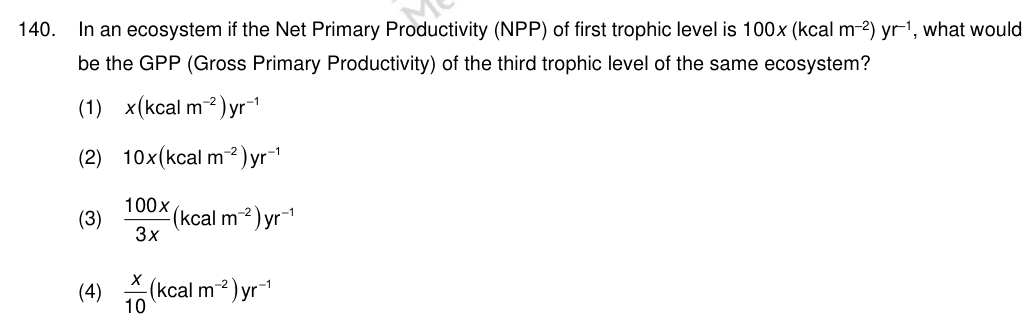 140. In an ecosystem if the Net Primary Productivity (NPP) of first trophic level is 100x (kcal m⁻²) yr⁻¹, what would
be the GPP (Gross Primary Productivity) of the third trophic level of the same ecosystem?
(1) x(kcal m⁻²)yr⁻¹
(2) 10x(kcal m⁻²)yr⁻¹
(3) 100x/3x (kcal m⁻²)yr⁻¹
(4) x/10 (kcal m⁻²)yr⁻¹